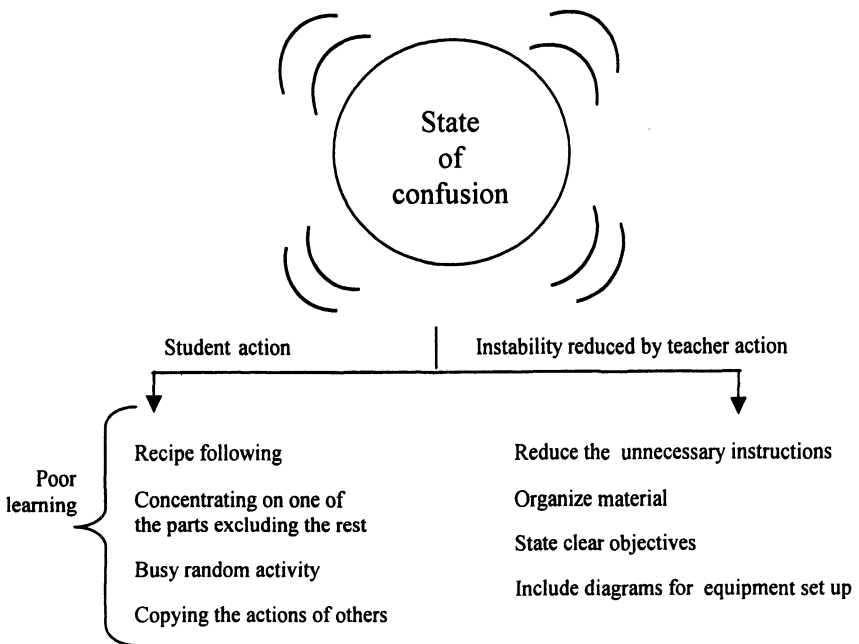 State
of
confusion
Student action
Instability reduced by teacher action
Poor
learning
Recipe following
Concentrating on one of
the parts excluding the rest
Busy random activity
Copying the actions of others
Reduce the unnecessary instructions
Organize material
State clear objectives
Include diagrams for equipment set up